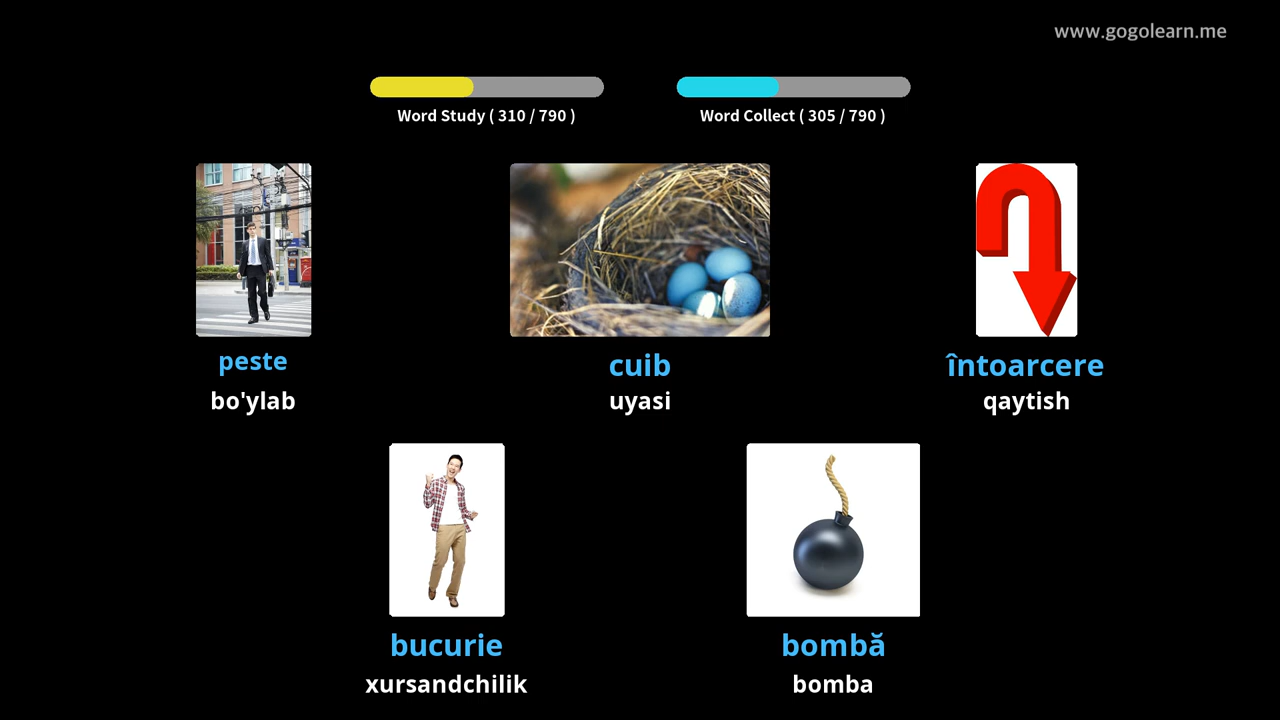 www.gogolearn.me
Word Study ( 310 / 790 )
Word Collect ( 305 / 790 )
peste
bo'ylab
cuib
uyasi
întoarcere
qaytish
bucurie
xursandchilik
bombă
bomba